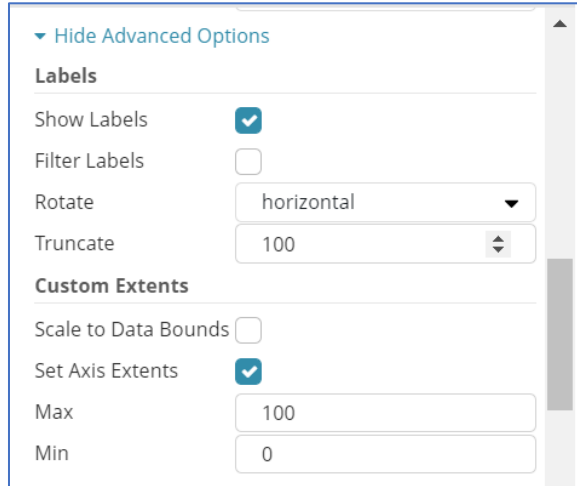 Hide Advanced Options
Labels
Show Labels
Filter Labels
Rotate horizontal
Truncate 100
Custom Extents
Scale to Data Bounds
Set Axis Extents
Max 100
Min 0